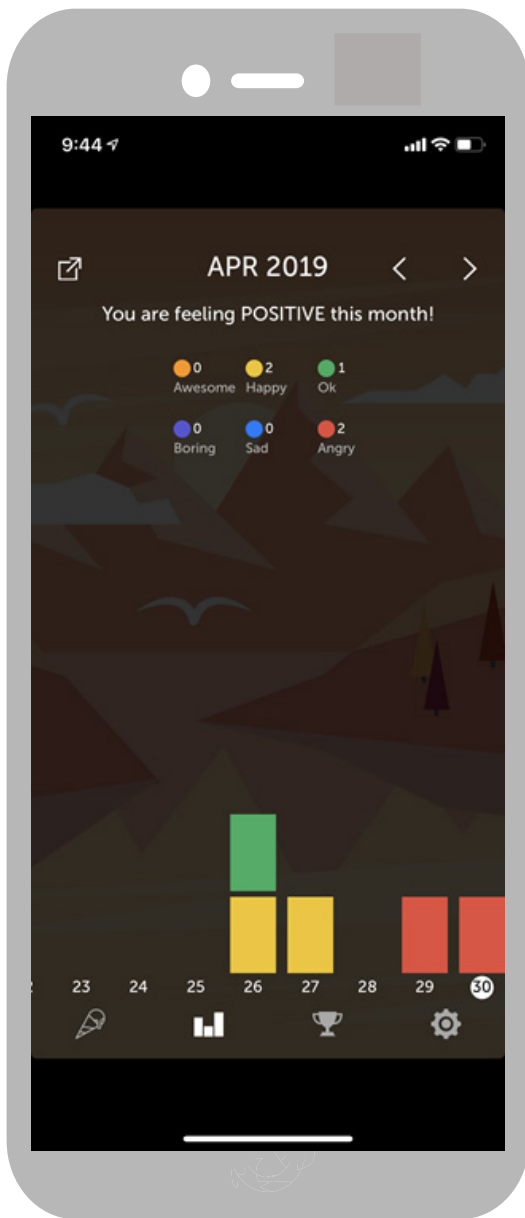 9:44
APR 2019
You are feeling POSITIVE this month!
0 2 1
Awesome Happy Ok
0 0 2
Boring Sad Angry
23 24 25 26 27 28 29 30